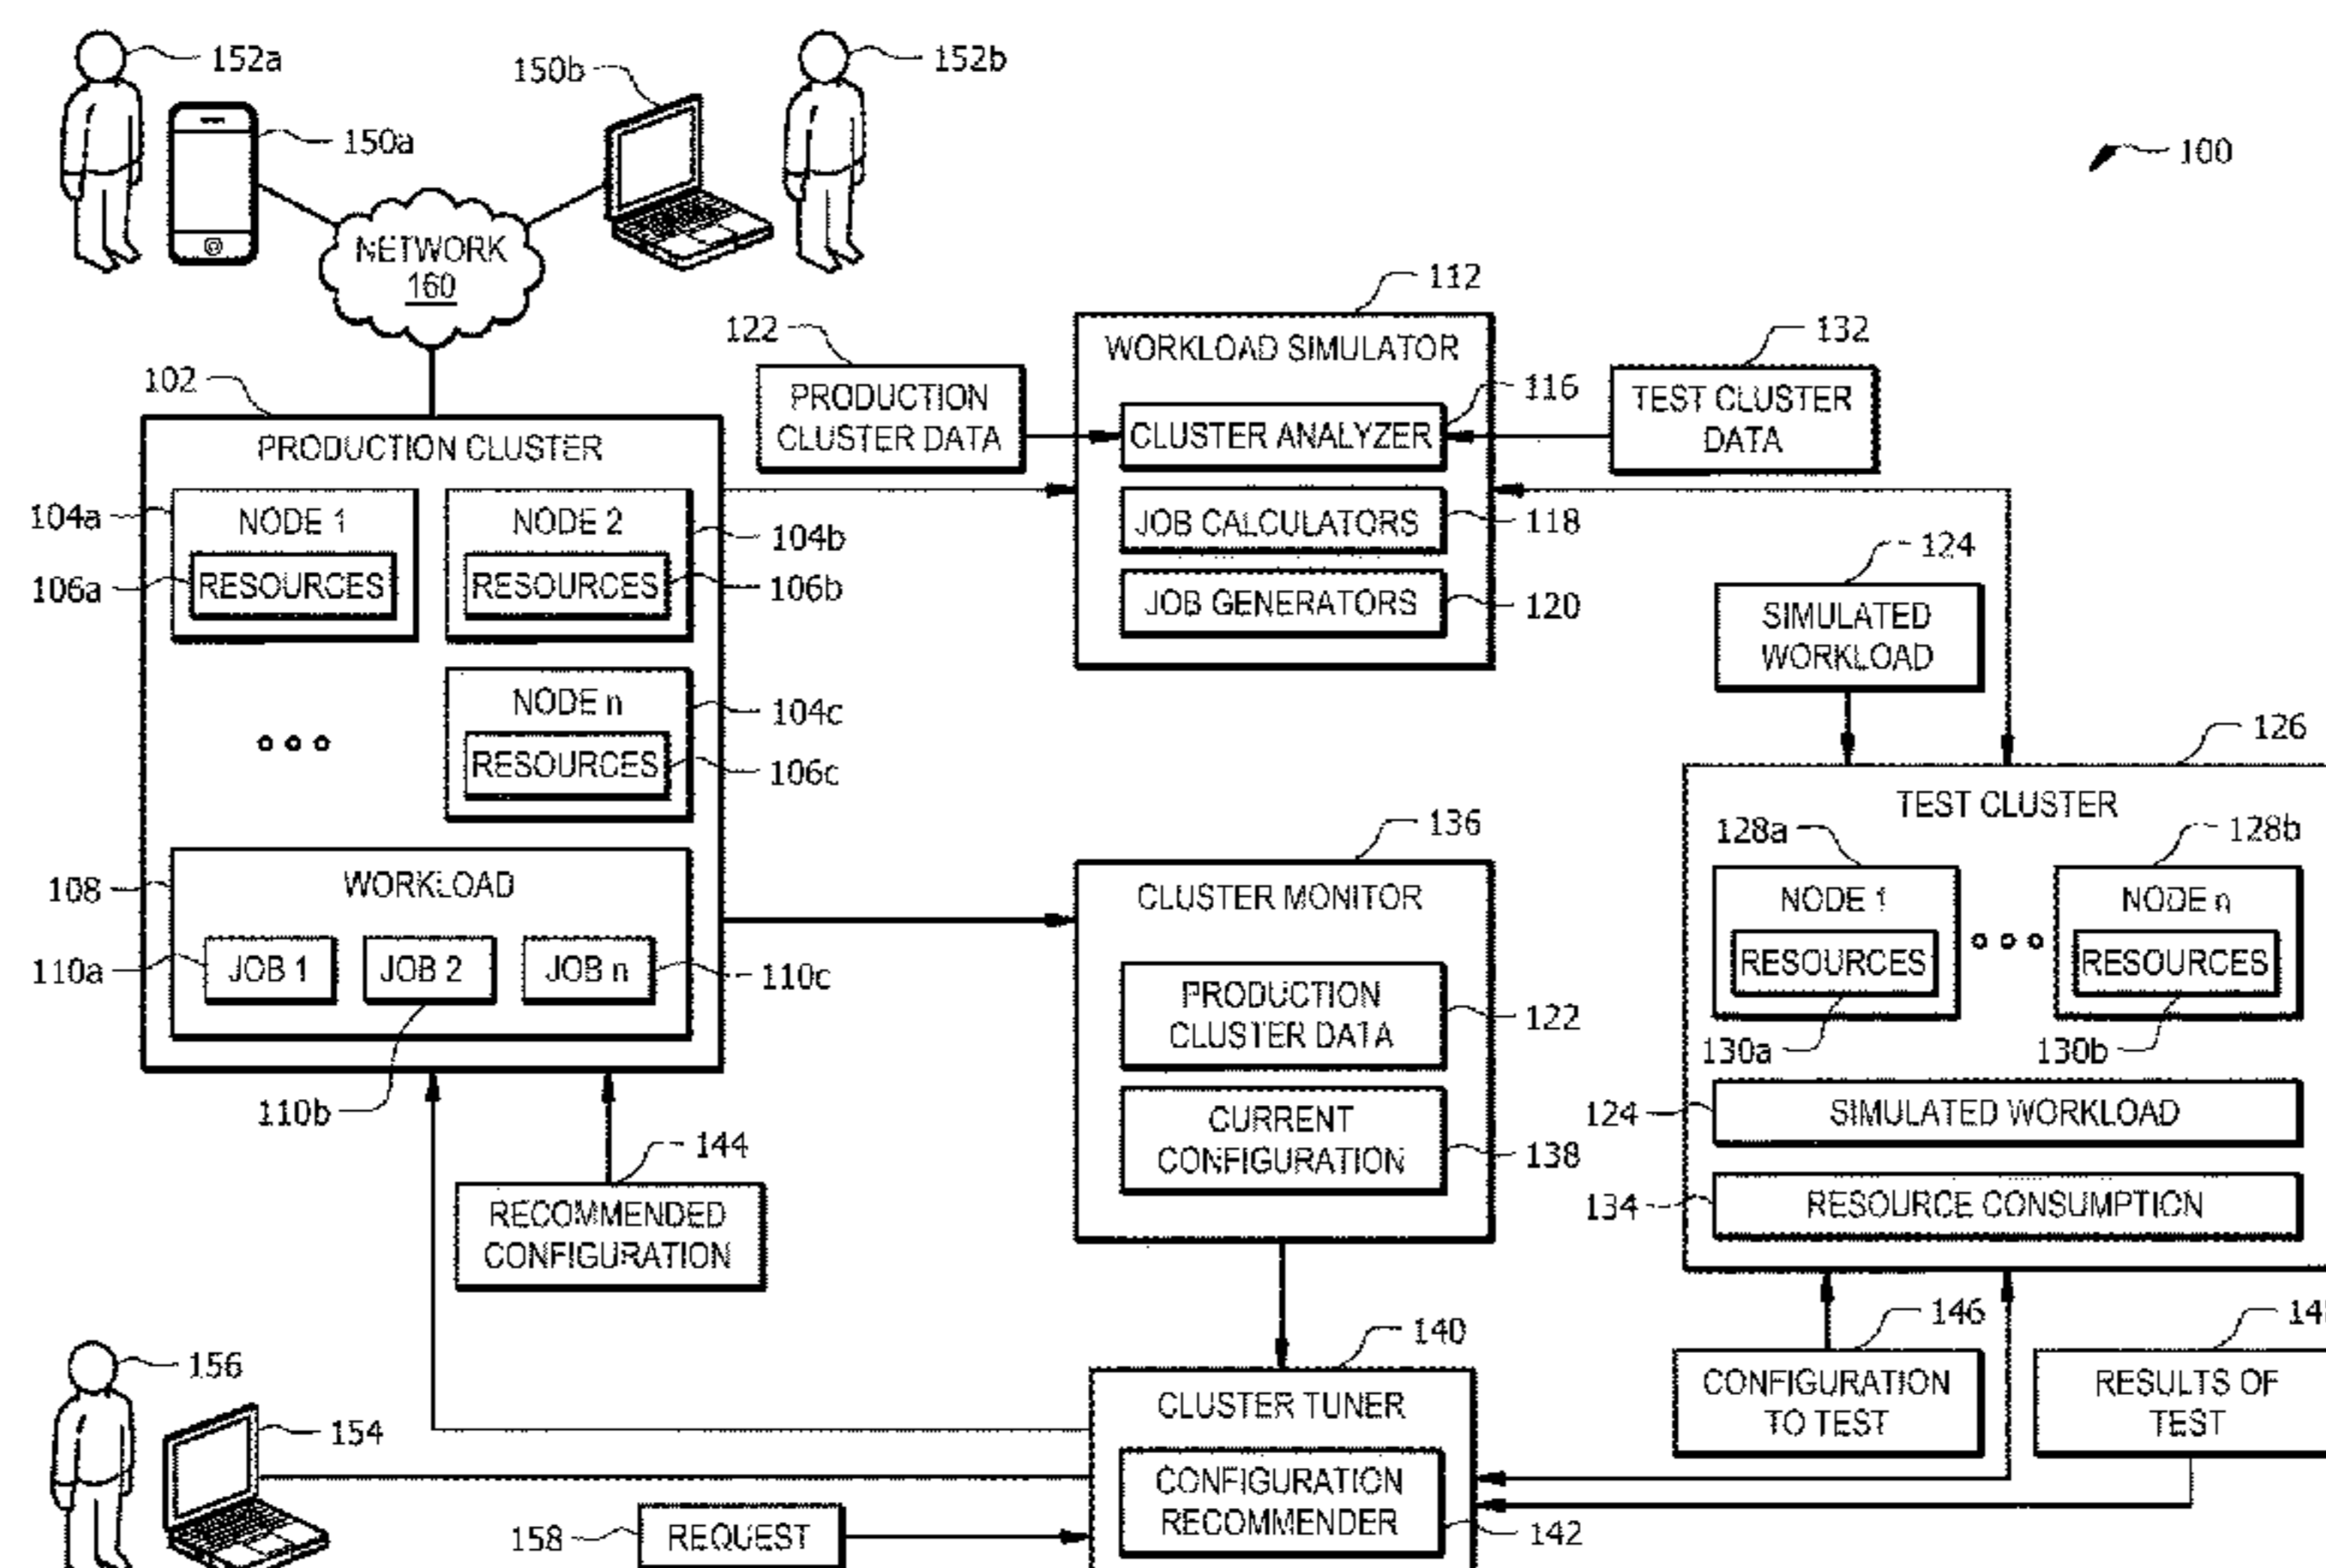 152a
150b
152b
150a
100
NETWORK
160
112
122
132
WORKLOAD SIMULATOR
102
PRODUCTION
CLUSTER DATA
116
TEST CLUSTER
DATA
CLUSTER ANALYZER
PRODUCTION CLUSTER
104a
NODE 1
NODE 2
104b
JOB CALCULATORS
118
106a
RESOURCES
RESOURCES
106b
124
JOB GENERATORS
120
SIMULATED
WORKLOAD
NODE n
104c
RESOURCES
106c
126
TEST CLUSTER
136
128a
128b
108
WORKLOAD
CLUSTER MONITOR
NODE 1
NODE n
110a
JOB 1
JOB 2
JOB n
110c
RESOURCES
RESOURCES
PRODUCTION
CLUSTER DATA
122
130a
130b
110b
124
SIMULATED WORKLOAD
CURRENT
CONFIGURATION
138
144
134
RESOURCE CONSUMPTION
RECOMMENDED
CONFIGURATION
140
146
156
CLUSTER TUNER
CONFIGURATION
TO TEST
RESULTS OF
TEST
154
CONFIGURATION
RECOMMENDER
142
158
REQUEST